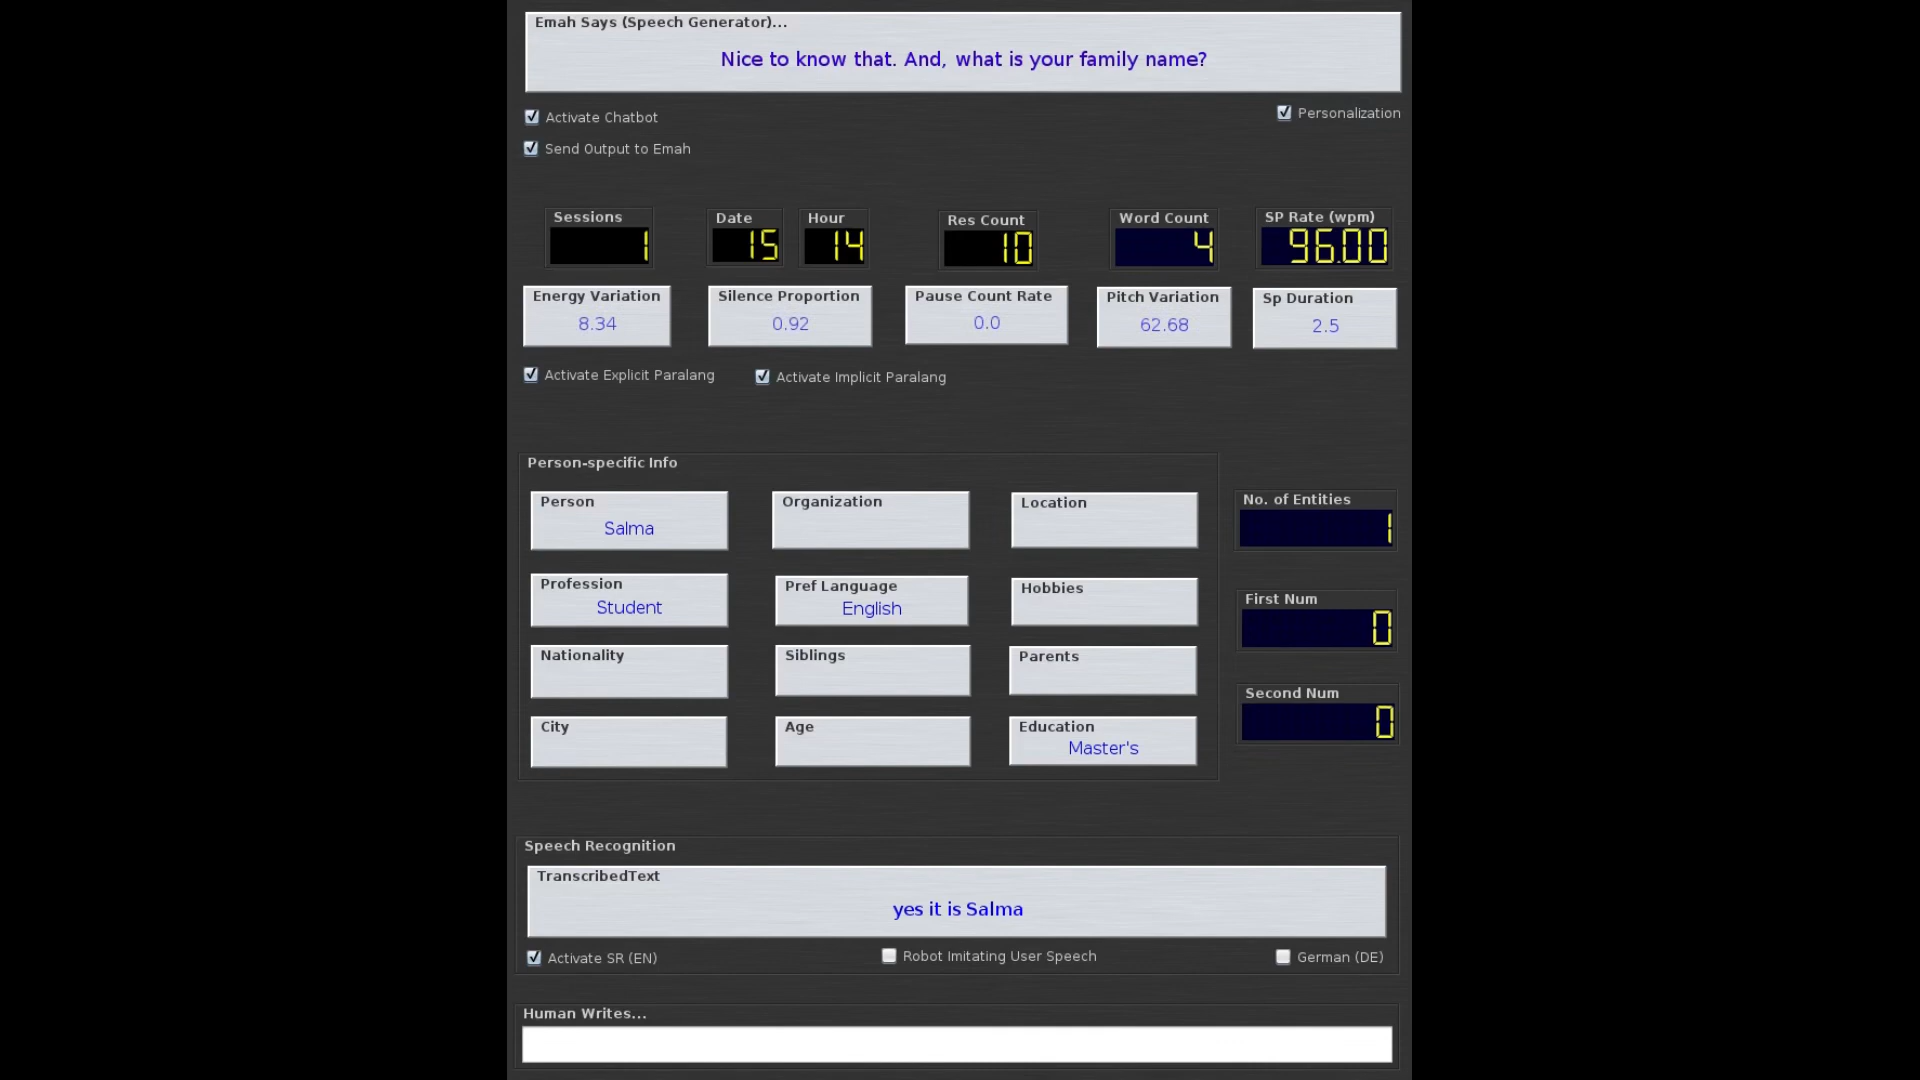 Emah Says (Speech Generator)...
Nice to know that. And, what is your family name?
Activate Chatbot
Personalization
Send Output to Emah
Sessions
1
Date
15
Hour
14
Res Count
10
Word Count
4
SP Rate (wpm)
96.00
Energy Variation
8.34
Silence Proportion
0.92
Pause Count Rate
0.0
Pitch Variation
62.68
Sp Duration
2.5
Activate Explicit Paralang
Activate Implicit Paralang
Person-specific Info
Person
Salma
Organization
Location
No. of Entities
1
Profession
Student
Pref Language
English
Hobbies
First Num
0
Nationality
Siblings
Parents
Second Num
0
City
Age
Education
Master's
Speech Recognition
TranscribedText
yes it is Salma
Activate SR (EN)
Robot Imitating User Speech
German (DE)
Human Writes...